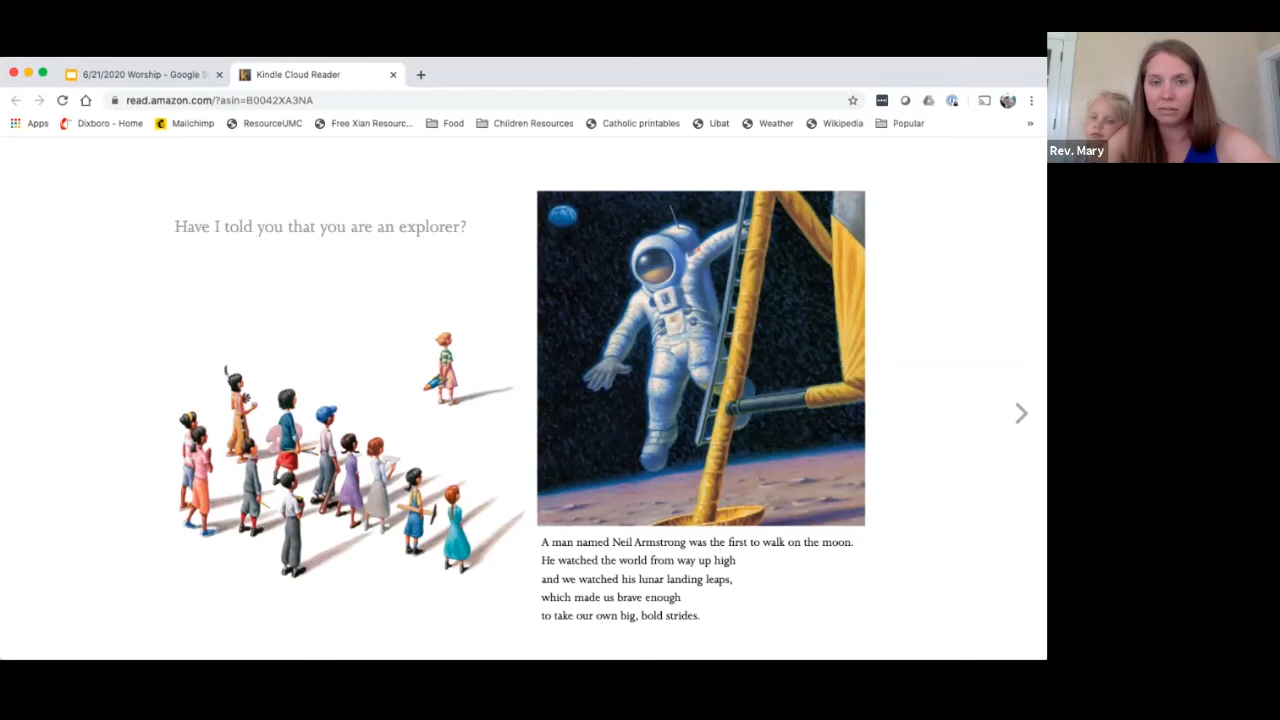 6/21/2020 Worship - Google S
Kindle Cloud Reader
read.amazon.com/?asin=B0042XA3NA
Apps Dixboro - Home Mailchimp ResourceUMC Free Xian Resourc... Food Children Resources Catholic printables Ubat Weather Wikipedia Popular »
Rev. Mary
Have I told you that you are an explorer?
A man named Neil Armstrong was the first to walk on the moon.
He watched the world from way up high
and we watched his lunar landing leaps,
which made us brave enough
to take our own big, bold strides.